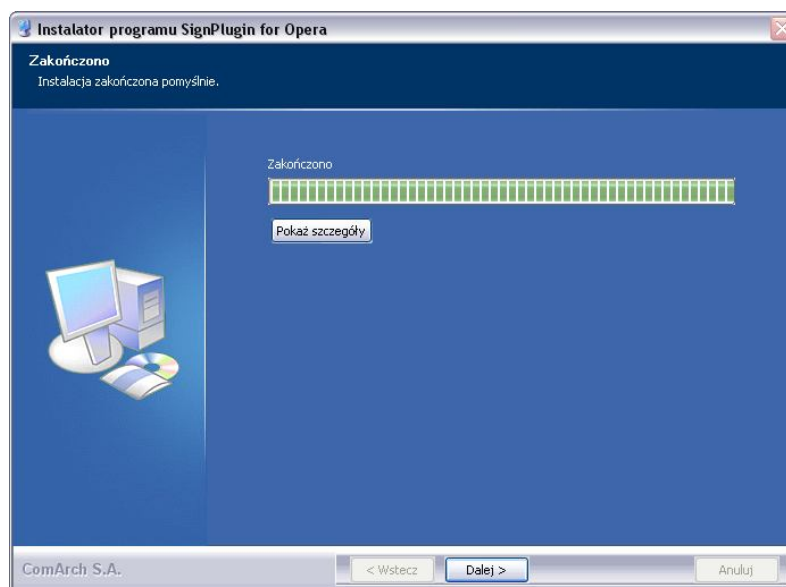 Instalator programu SignPlugin for Opera
Zakończono
Instalacja zakończona pomyślnie.
Zakończono
Pokaż szczegóły
ComArch S.A.
< Wstecz
Dalej >
Anuluj